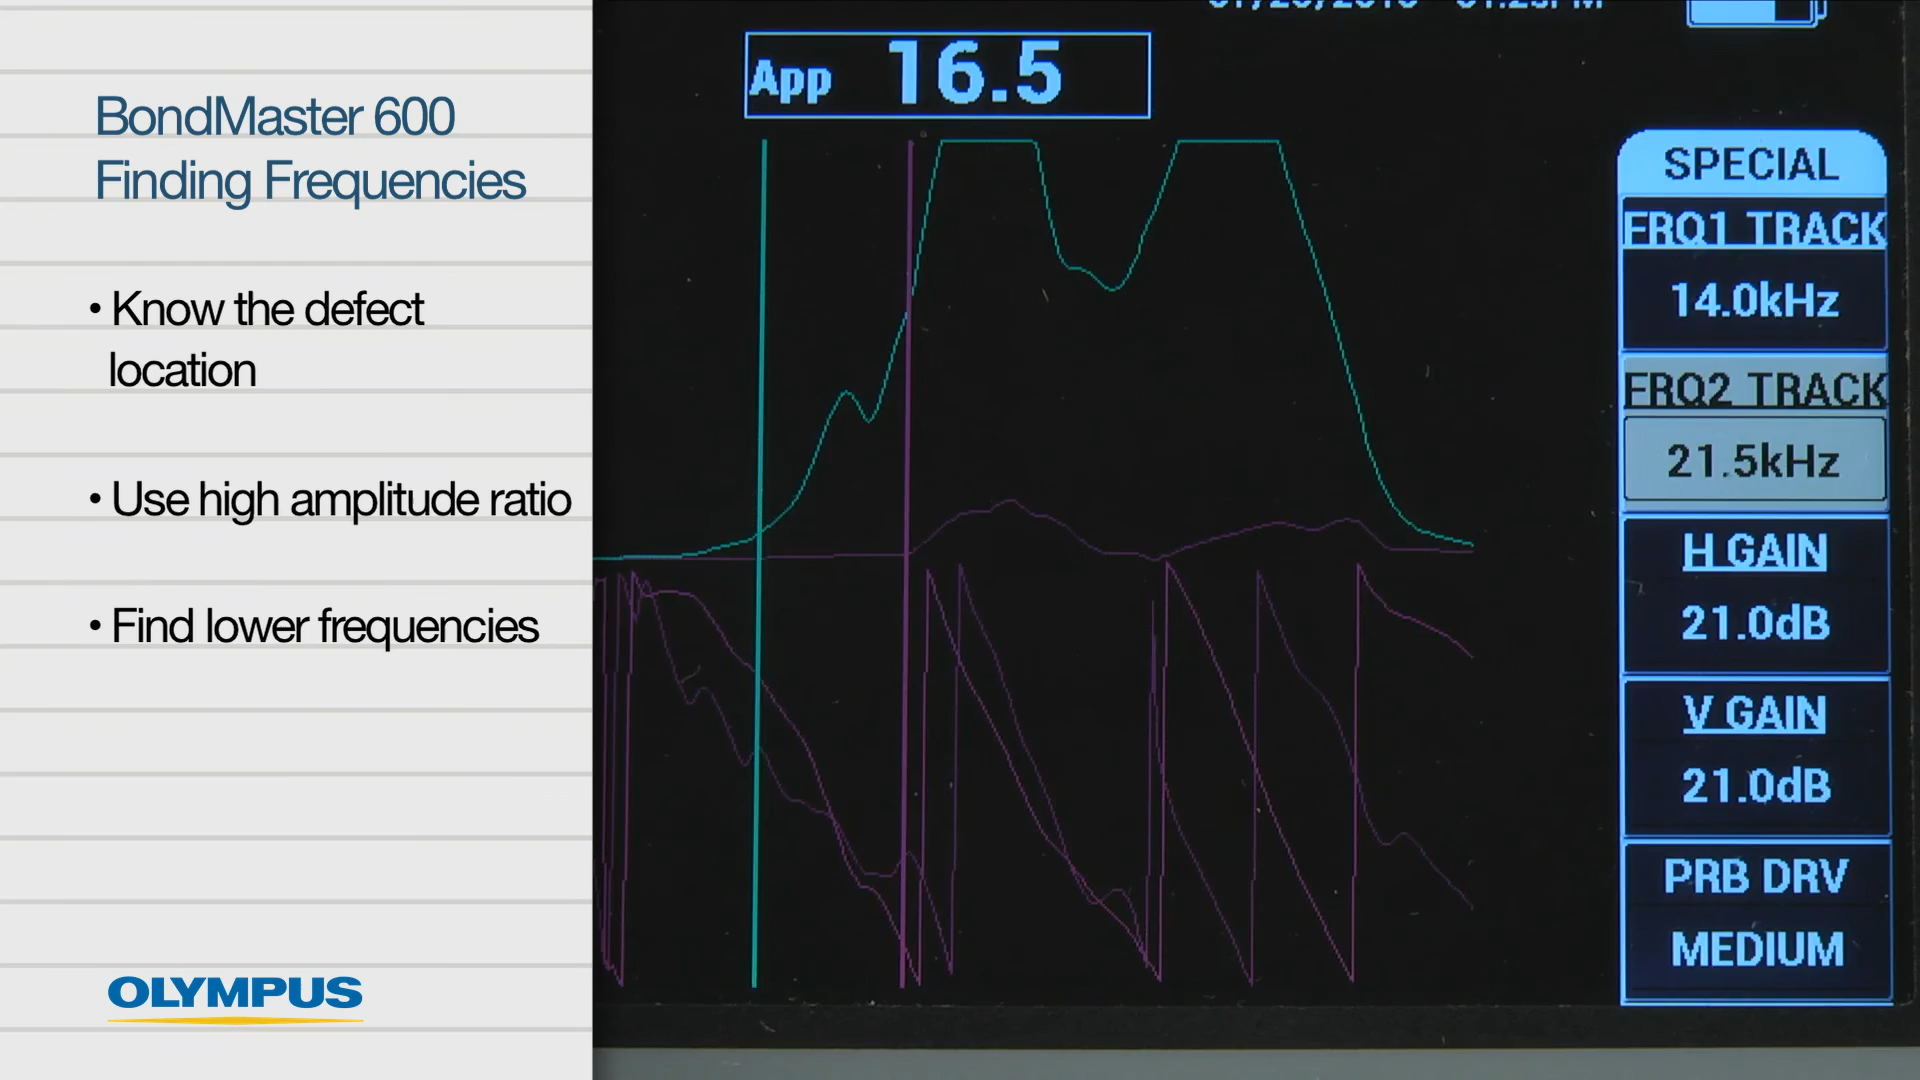 BondMaster 600
Finding Frequencies
• Know the defect
location
• Use high amplitude ratio
• Find lower frequencies
OLYMPUS
App 16.5
SPECIAL
FRQ1 TRACK
14.0kHz
FRQ2 TRACK
21.5kHz
H GAIN
21.0dB
V GAIN
21.0dB
PRB DRV
MEDIUM